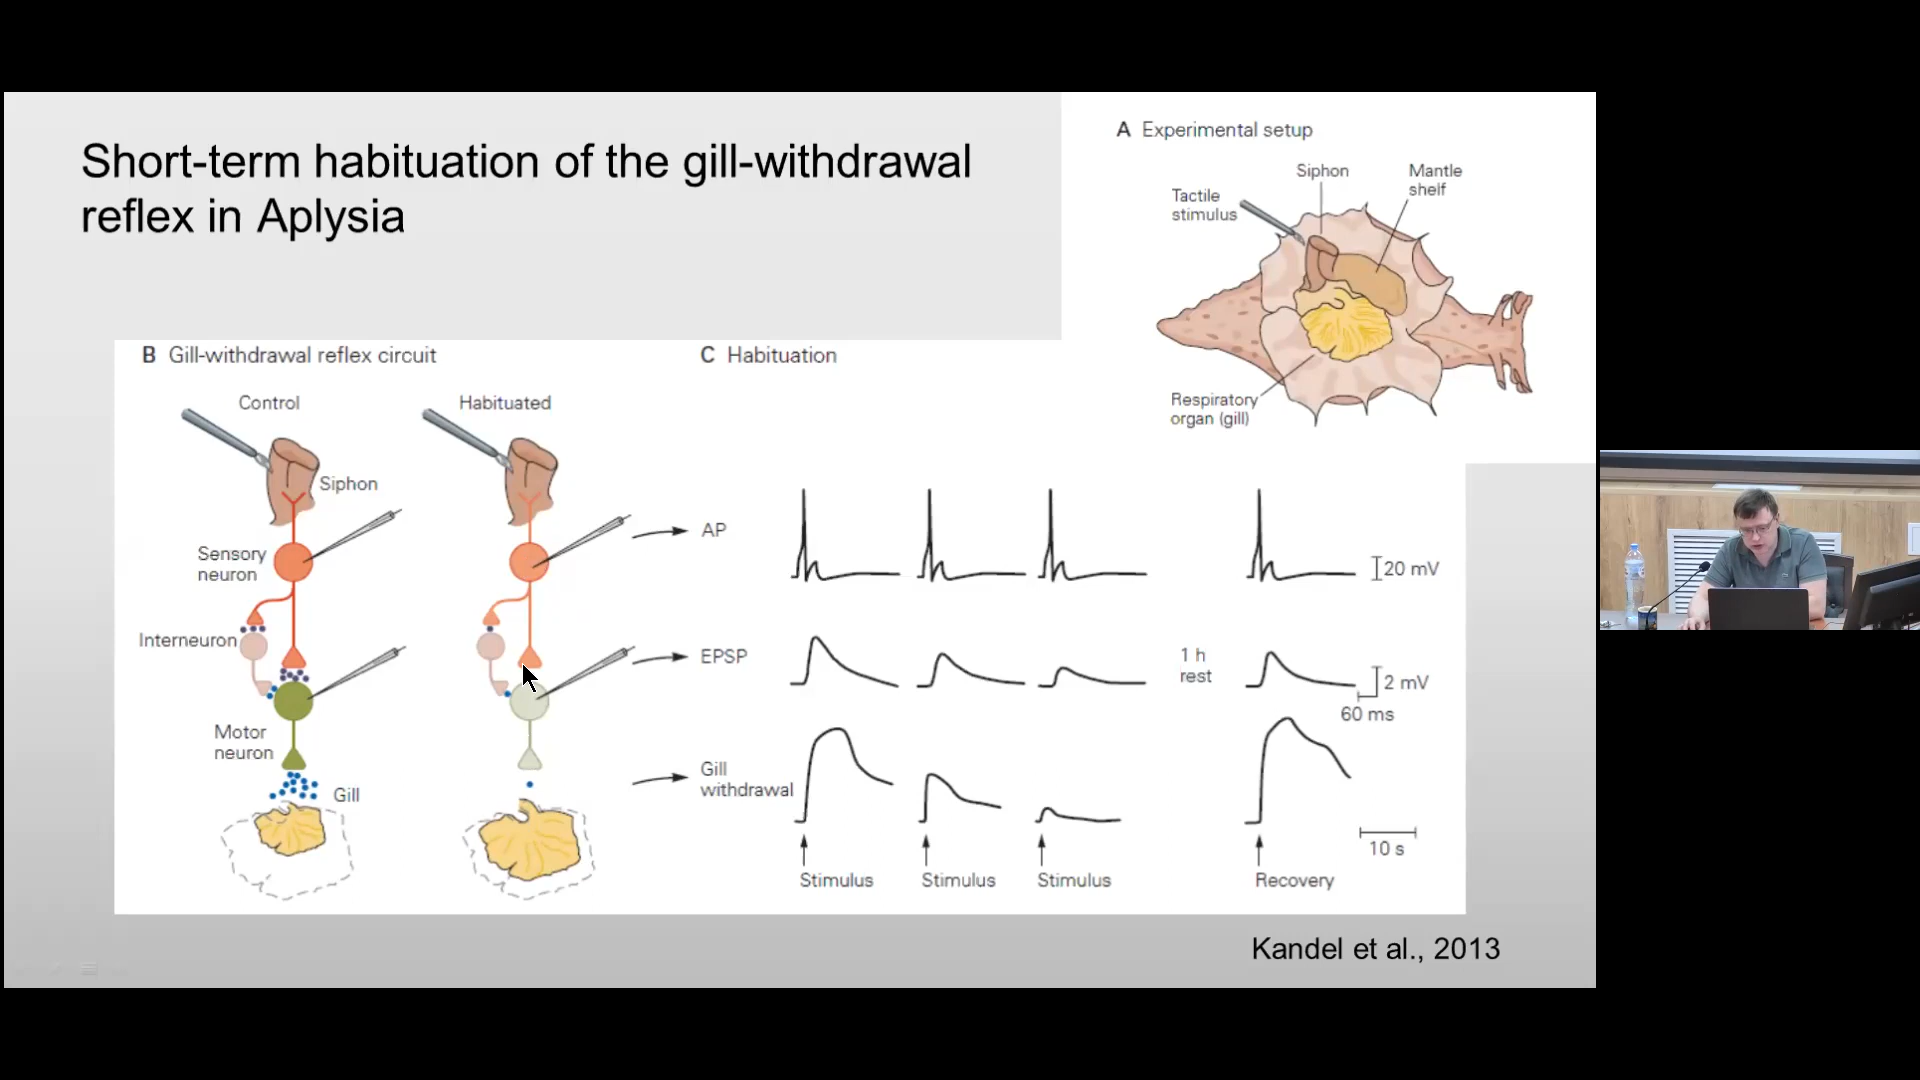 Short-term habituation of the gill-withdrawal
reflex in Aplysia
A Experimental setup
Siphon
Mantle
shelf
Tactile
stimulus
Respiratory
organ (gill)
B Gill-withdrawal reflex circuit
Control
Habituated
Siphon
Sensory
neuron
Interneuron
Motor
neuron
Gill
C Habituation
AP
20 mV
EPSP
1 h
rest
2 mV
60 ms
Gill
withdrawal
10 s
Stimulus
Stimulus
Stimulus
Recovery
Kandel et al., 2013